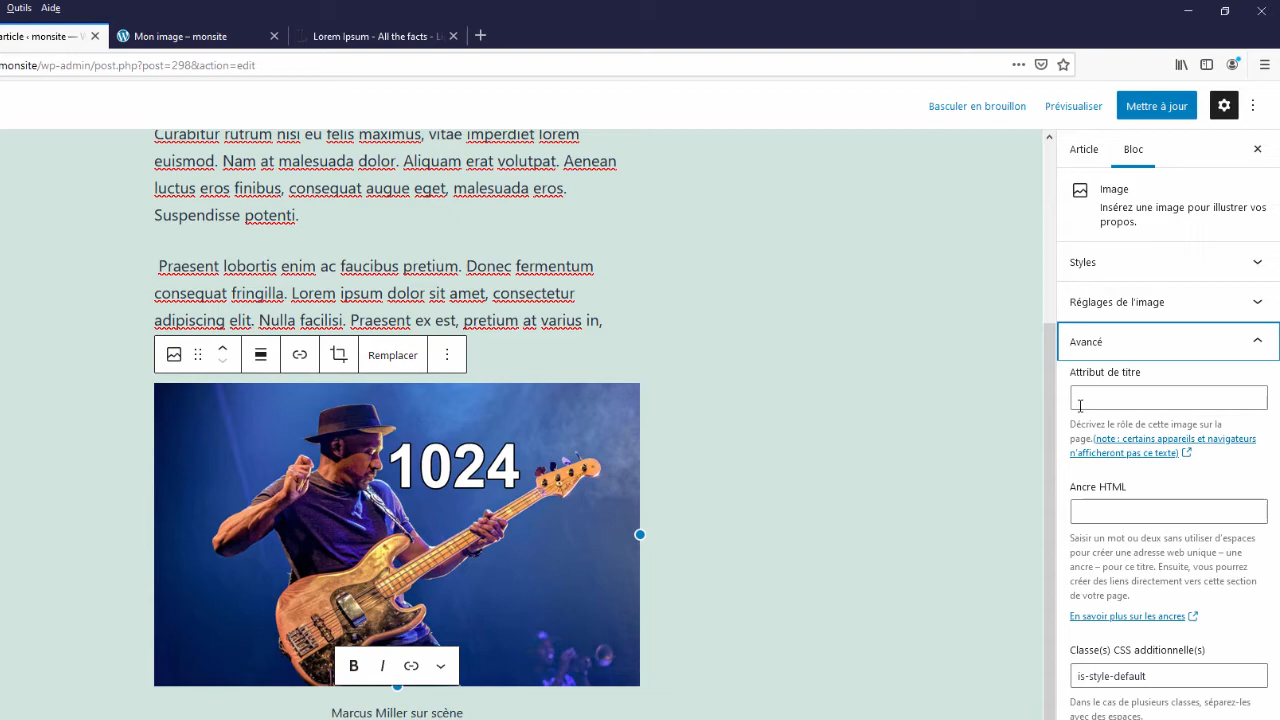 Outils Aide
article ‹ monsite —
Mon image – monsite
Lorem Ipsum - All the facts - Li
monsite/wp-admin/post.php?post=298&action=edit
Basculer en brouillon Prévisualiser Mettre à jour
Curabitur rutrum nisi eu felis maximus, vitae imperdiet lorem
euismod. Nam at malesuada dolor. Aliquam erat volutpat. Aenean
luctus eros finibus, consequat augue eget, malesuada eros.
Suspendisse potenti.
Praesent lobortis enim ac faucibus pretium. Donec fermentum
consequat fringilla. Lorem ipsum dolor sit amet, consectetur
adipiscing elit. Nulla facilisi. Praesent ex est, pretium at varius in,
Remplacer
1024
B I
Marcus Miller sur scène
Article Bloc
Image
Insérez une image pour illustrer vos
propos.
Styles
Réglages de l'image
Avancé
Attribut de titre
Décrivez le rôle de cette image sur la
page.(note : certains appareils et navigateurs
n'afficheront pas ce texte)
Ancre HTML
Saisir un mot ou deux sans utiliser d'espaces
pour créer une adresse web unique – une
ancre – pour ce titre. Ensuite, vous pourrez
créer des liens directement vers cette section
de votre page.
En savoir plus sur les ancres
Classe(s) CSS additionnelle(s)
is-style-default
Dans le cas de plusieurs classes, séparez-les
avec des espaces.